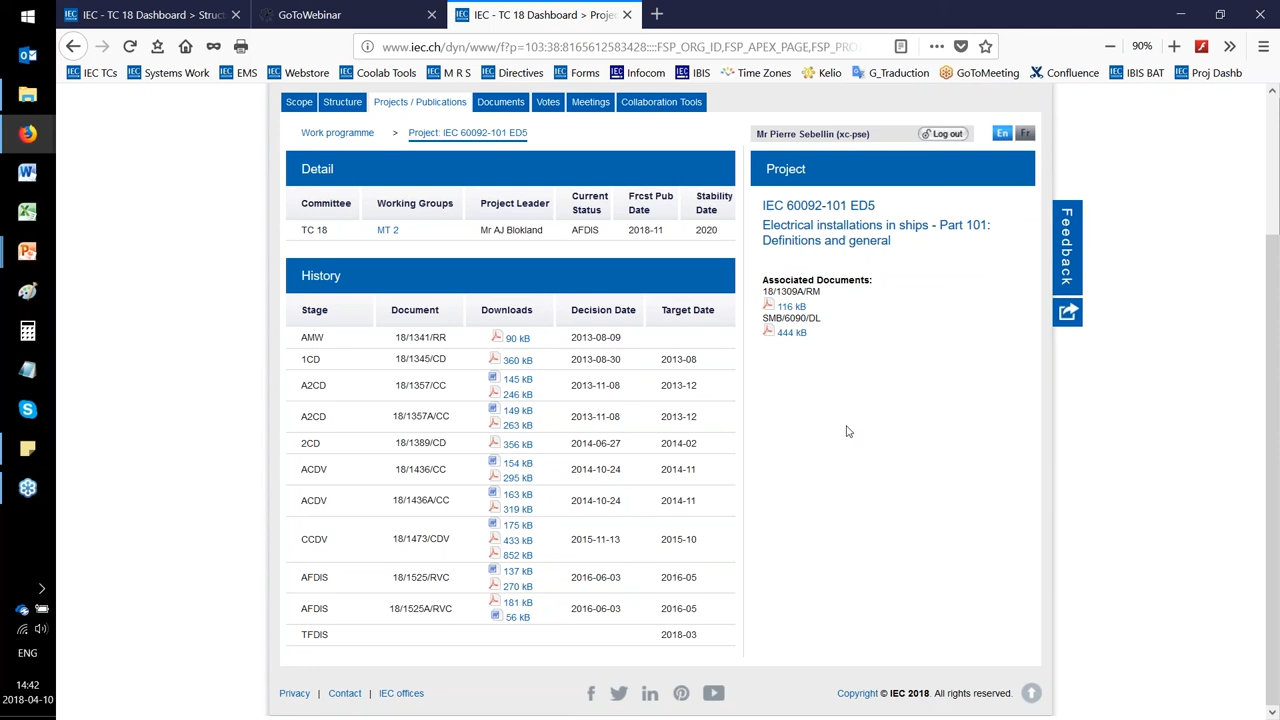 IEC - TC 18 Dashboard > Struct
GoToWebinar
IEC - TC 18 Dashboard > Projec
www.iec.ch/dyn/www/f?p=103:38:8165612583428::::FSP_ORG_ID,FSP_APEX_PAGE,FSP_PRO
90%
IEC TCs
Systems Work
EMS
Webstore
Coolab Tools
M R S
Directives
Forms
Infocom
IBIS
Time Zones
Kelio
G_Traduction
GoToMeeting
Confluence
IBIS BAT
Proj Dashb
Scope
Structure
Projects / Publications
Documents
Votes
Meetings
Collaboration Tools
Work programme > Project: IEC 60092-101 ED5
Mr Pierre Sebellin (xc-pse)
Log out
En
Fr
Detail
Committee Working Groups Project Leader Current Status Frcst Pub Date Stability Date
TC 18 MT 2 Mr AJ Blokland AFDIS 2018-11 2020
History
Stage Document Downloads Decision Date Target Date
AMW 18/1341/RR 90 kB 2013-08-09
1CD 18/1345/CD 360 kB 2013-08-30 2013-08
A2CD 18/1357/CC 145 kB 246 kB 2013-11-08 2013-12
A2CD 18/1357A/CC 149 kB 263 kB 2013-11-08 2013-12
2CD 18/1389/CD 356 kB 2014-06-27 2014-02
ACDV 18/1436/CC 154 kB 295 kB 2014-10-24 2014-11
ACDV 18/1436A/CC 163 kB 319 kB 2014-10-24 2014-11
CCDV 18/1473/CDV 175 kB 433 kB 852 kB 2015-11-13 2015-10
AFDIS 18/1525/RVC 137 kB 270 kB 2016-06-03 2016-05
AFDIS 18/1525A/RVC 181 kB 56 kB 2016-06-03 2016-05
TFDIS 2018-03
Project
IEC 60092-101 ED5
Electrical installations in ships - Part 101:
Definitions and general
Associated Documents:
18/1309A/RM
116 kB
SMB/6090/DL
444 kB
Feedback
Privacy | Contact | IEC offices
Copyright © IEC 2018. All rights reserved.
ENG
14:42
2018-04-10